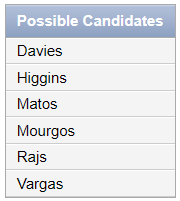 Possible Candidates
Davies
Higgins
Matos
Mourgos
Rajs
Vargas